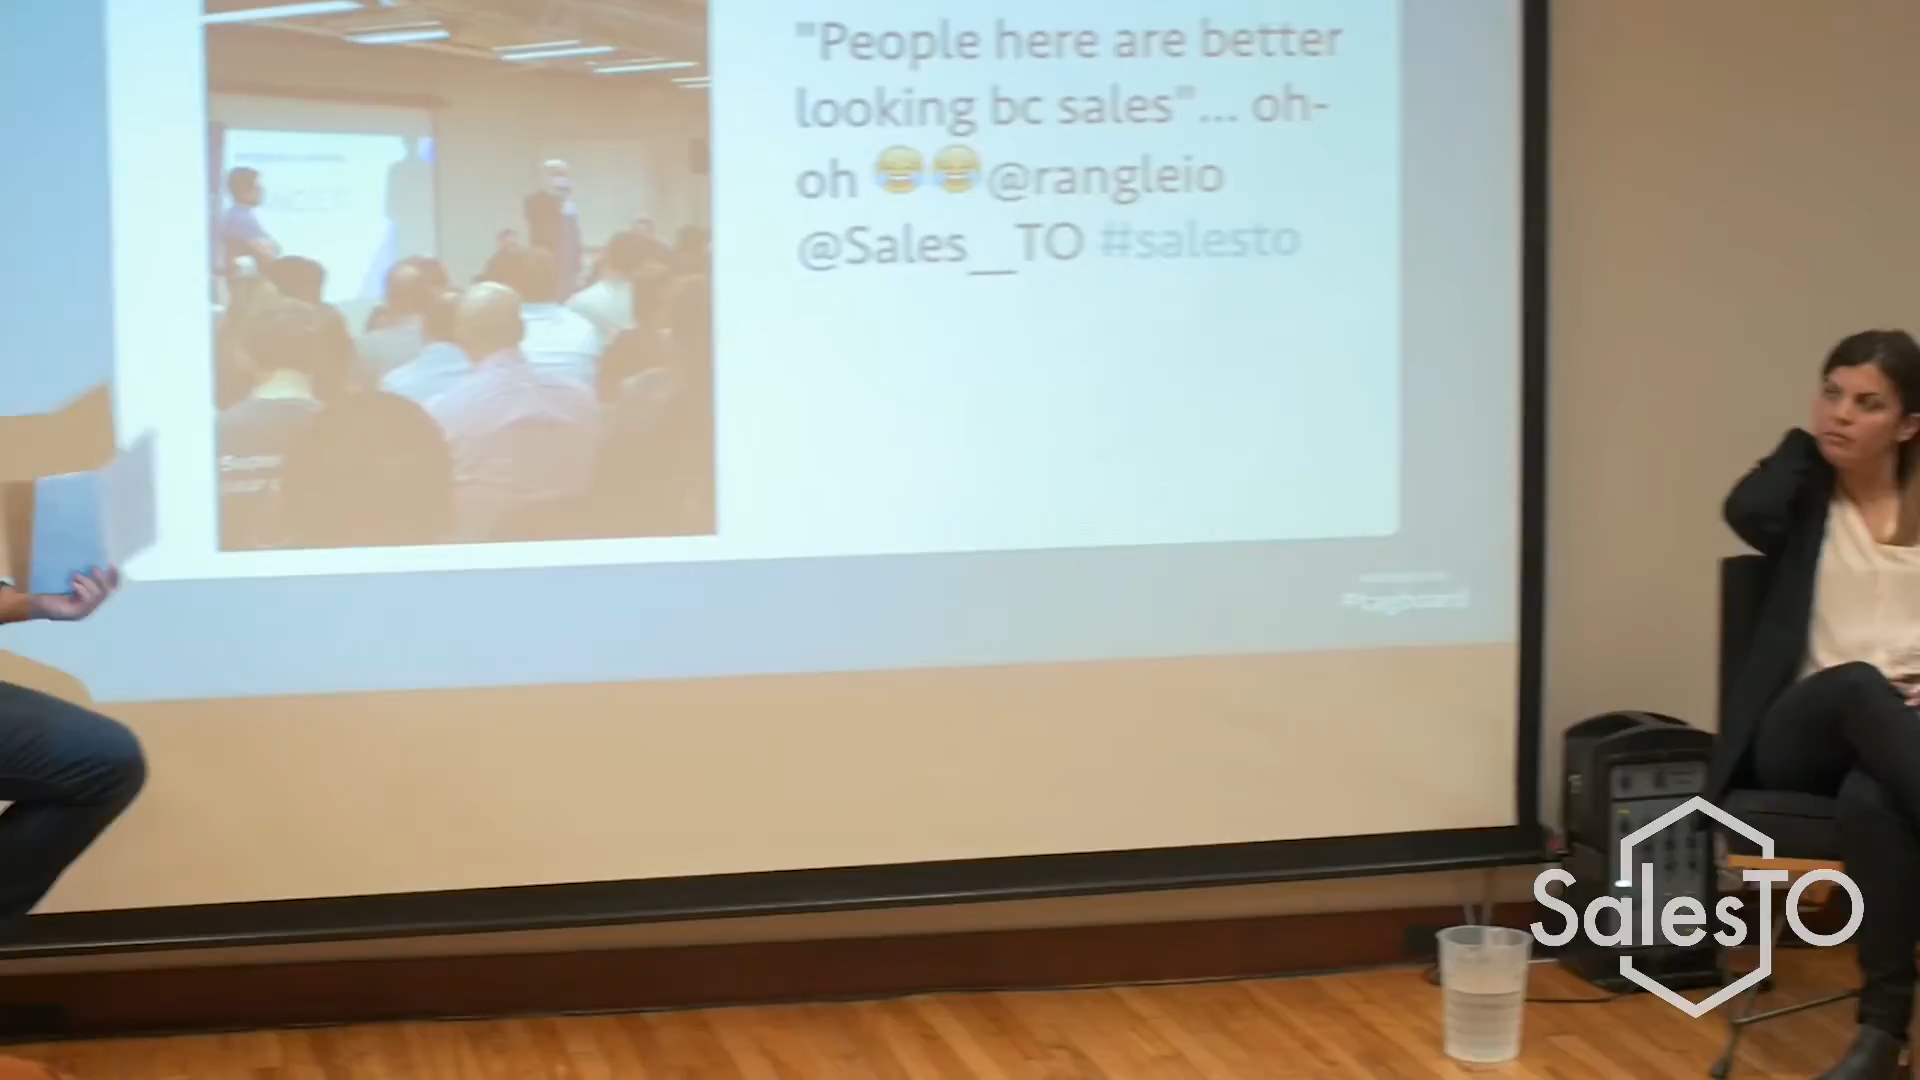 "People here are better
looking bc sales"... oh-
oh 😂😂@rangleio
@Sales__TO #salesto
SalesTO